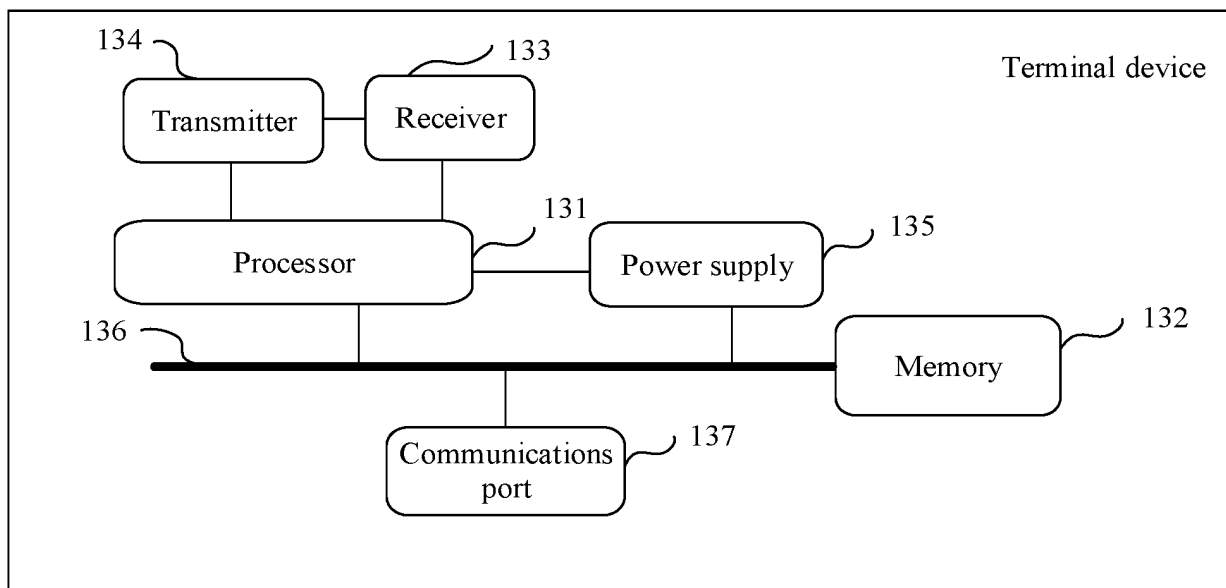 134
133
Terminal device
Transmitter
Receiver
131
135
Processor
Power supply
136
132
Memory
137
Communications
port